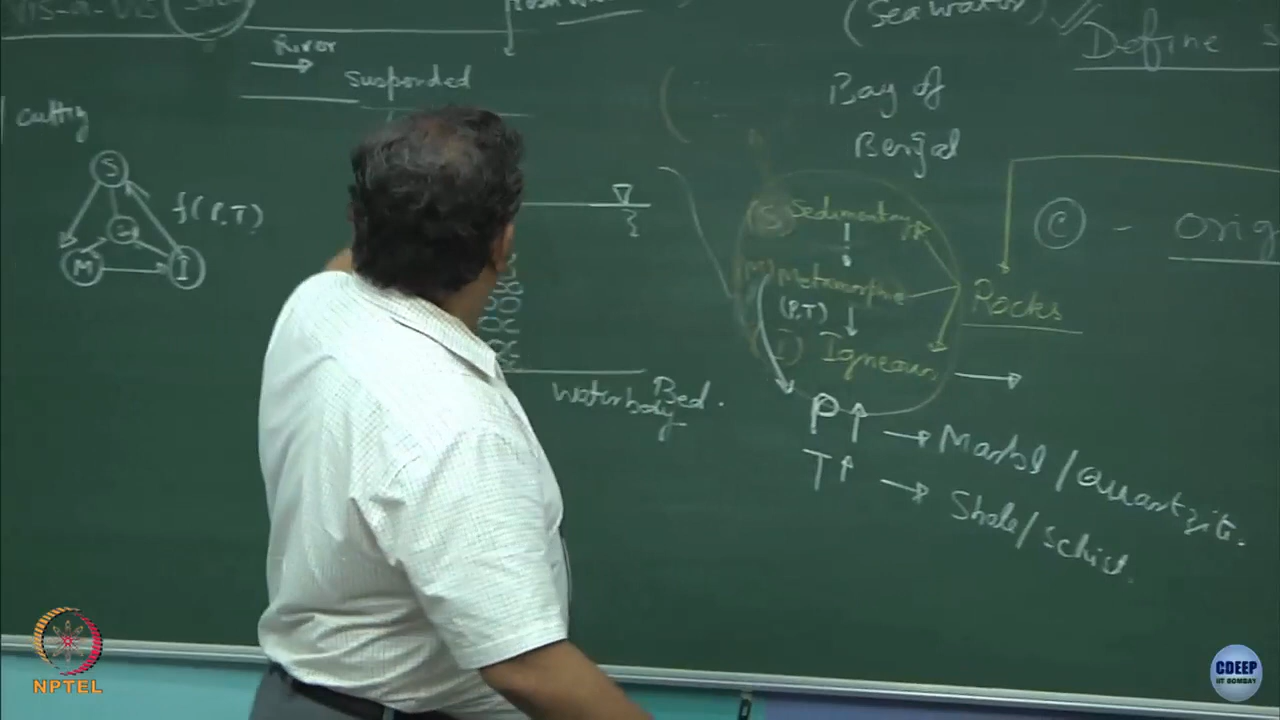 River
suspended
cutting
S
f(P,T)
M
I
(Sea water)
Define S
Bay of
Bengal
(S) Sedimentary
(M) Metamorphic
(P,T)
(I) Igneous
Rocks
© - orig
Bed.
Waterbody
P↑ → Marbl / Quartzite.
T↑ → Shale / Schist.
NPTEL
CDEEP
IIT BOMBAY